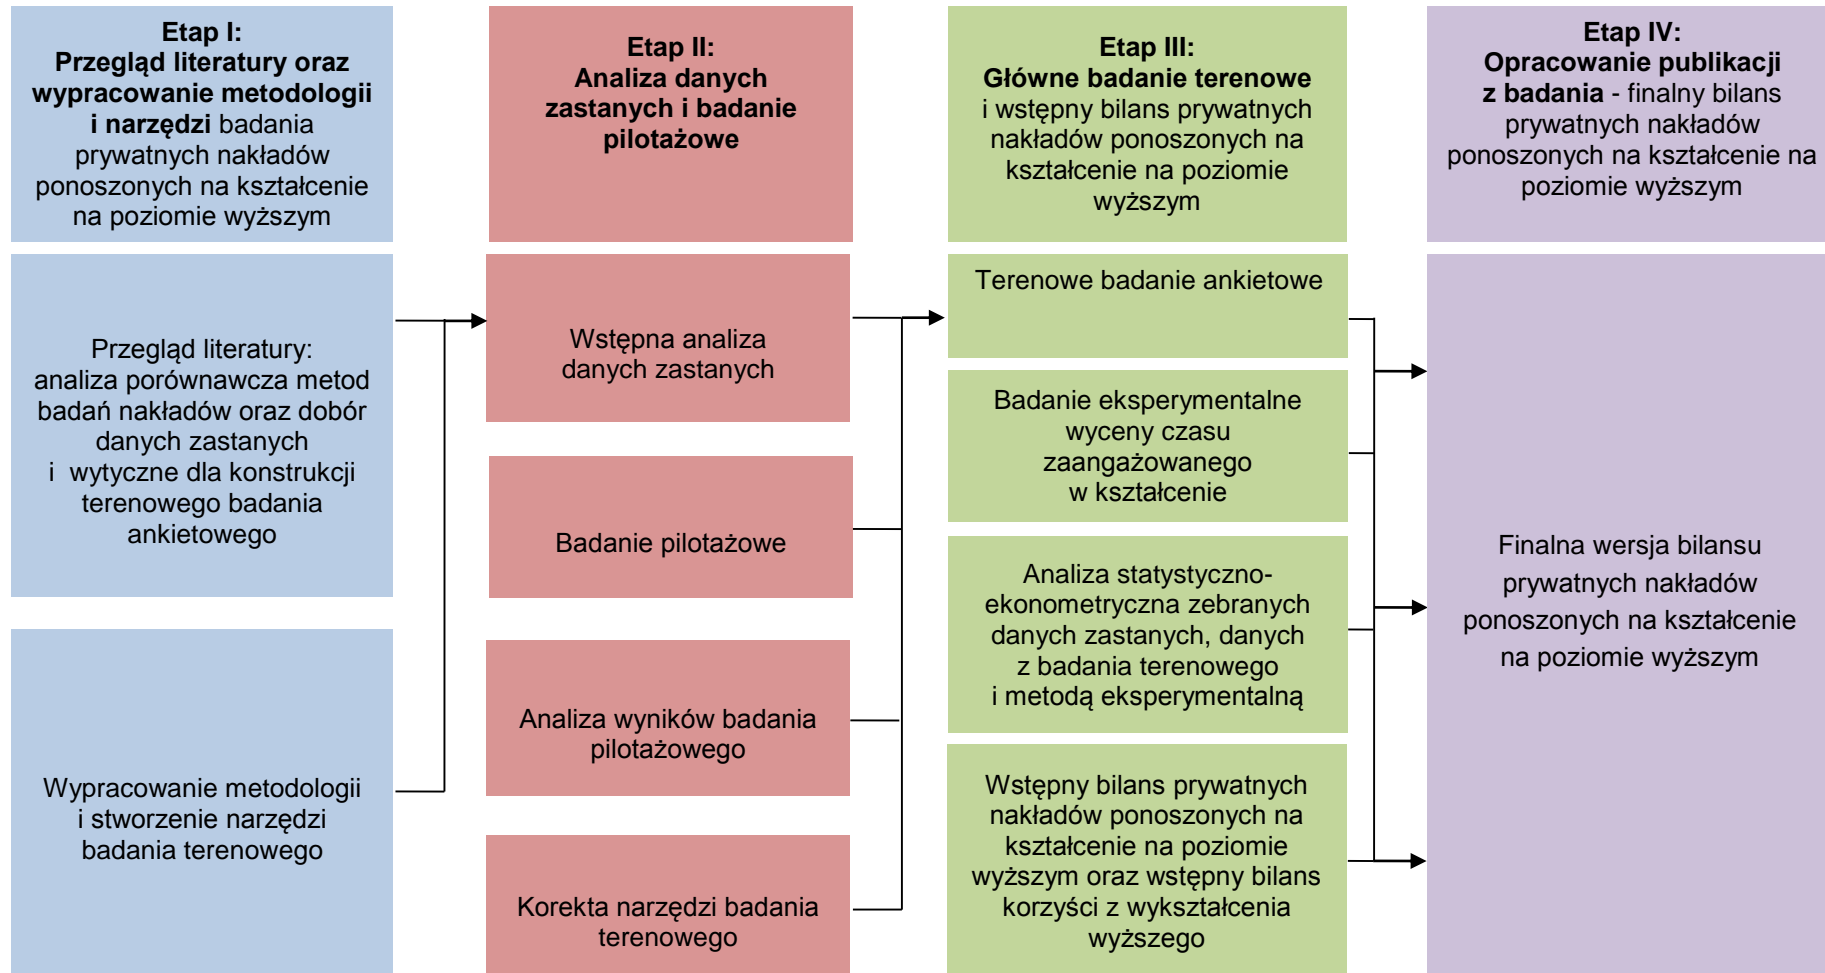 Etap I:
Przegląd literatury oraz
wypracowanie metodologii
i narzędzi badania
prywatnych nakładów
ponoszonych na kształcenie
na poziomie wyższym
Etap II:
Analiza danych
zastanych i badanie
pilotażowe
Etap III:
Główne badanie terenowe
i wstępny bilans prywatnych
nakładów ponoszonych na
kształcenie na poziomie
wyższym
Etap IV:
Opracowanie publikacji
z badania - finalny bilans
prywatnych nakładów
ponoszonych na kształcenie na
poziomie wyższym
Przegląd literatury:
analiza porównawcza metod
badań nakładów oraz dobór
danych zastanych
i wytyczne dla konstrukcji
terenowego badania
ankietowego
Wypracowanie metodologii
i stworzenie narzędzi
badania terenowego
Wstępna analiza
danych zastanych
Badanie pilotażowe
Analiza wyników badania
pilotażowego
Korekta narzędzi badania
terenowego
Terenowe badanie ankietowe
Badanie eksperymentalne
wyceny czasu
zaangażowanego
w kształcenie
Analiza statystyczno-
ekonometryczna zebranych
danych zastanych, danych
z badania terenowego
i metodą eksperymentalną
Wstępny bilans prywatnych
nakładów ponoszonych na
kształcenie na poziomie
wyższym oraz wstępny bilans
korzyści z wykształcenia
wyższego
Finalna wersja bilansu
prywatnych nakładów
ponoszonych na kształcenie
na poziomie wyższym